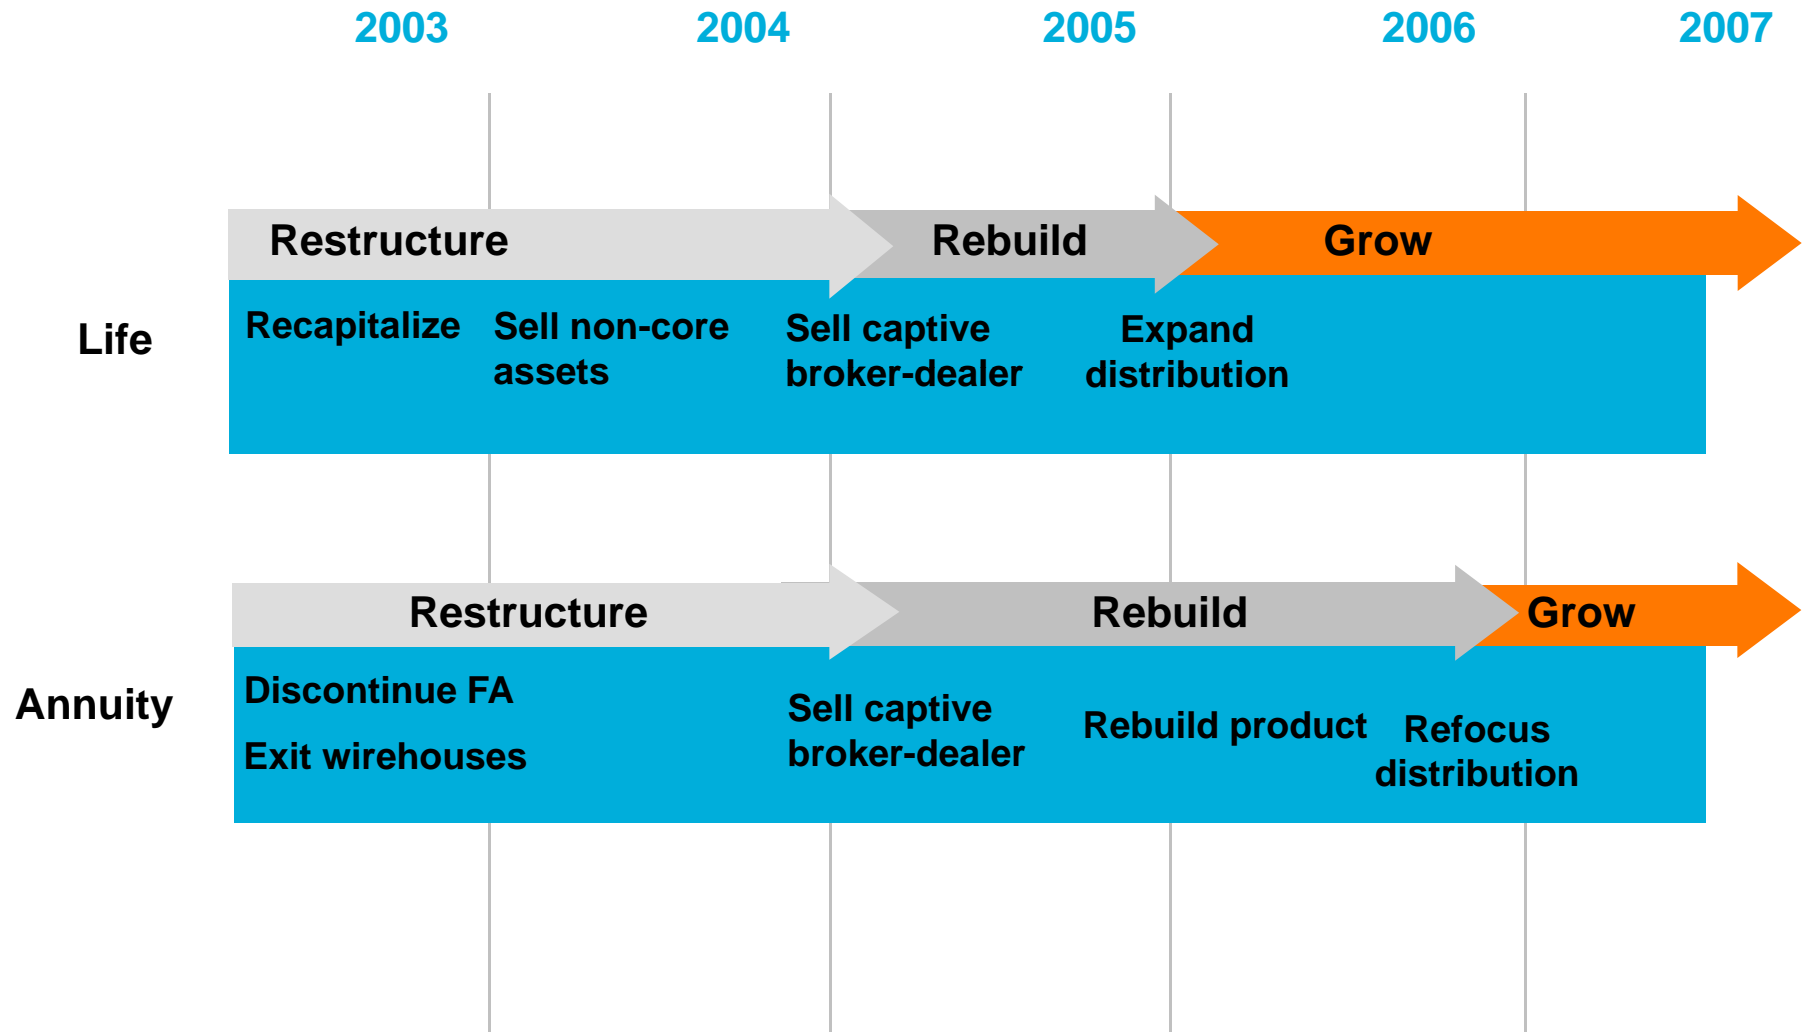 2003 2004 2005 2006 2007
Restructure Rebuild Grow
Life
Recapitalize
Sell non-core
assets
Sell captive
broker-dealer
Expand
distribution
Restructure Rebuild Grow
Annuity
Discontinue FA
Exit wirehouses
Sell captive
broker-dealer
Rebuild product
Refocus
distribution